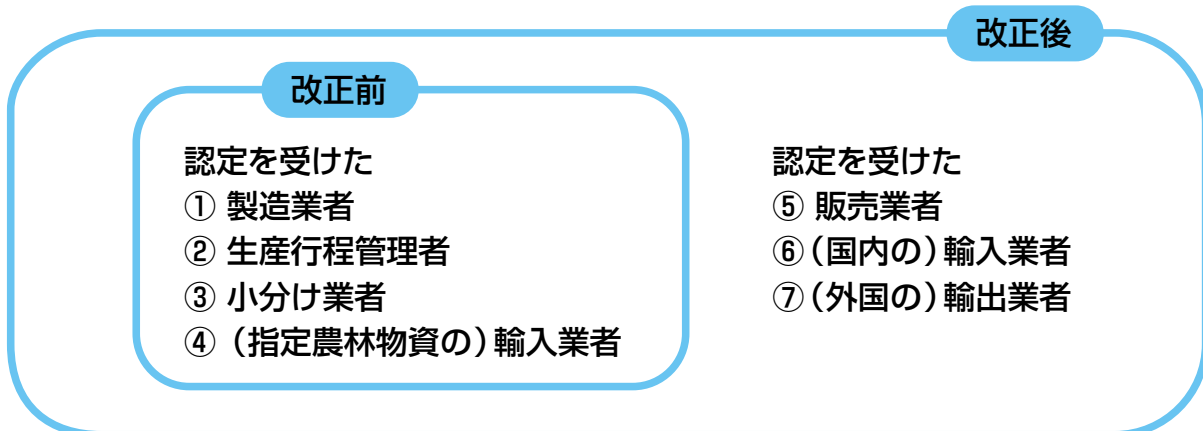 改正後
改正前
認定を受けた
① 製造業者
② 生産行程管理者
③ 小分け業者
④ （指定農林物資の）輸入業者
認定を受けた
⑤ 販売業者
⑥（国内の）輸入業者
⑦（外国の）輸出業者